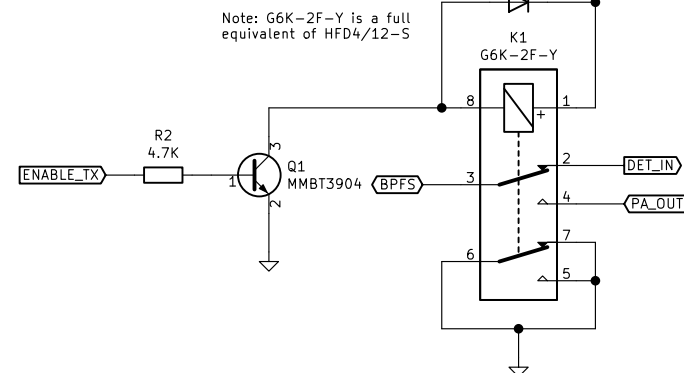 Note: G6K-2F-Y is a full
equivalent of HFD4/12-S
K1
G6K-2F-Y
8
1
+
R2
4.7K
3
Q1
MMBT3904
ENABLE_TX
1
2
BPFS
3
2
DET_IN
4
PA_OUT
7
6
5